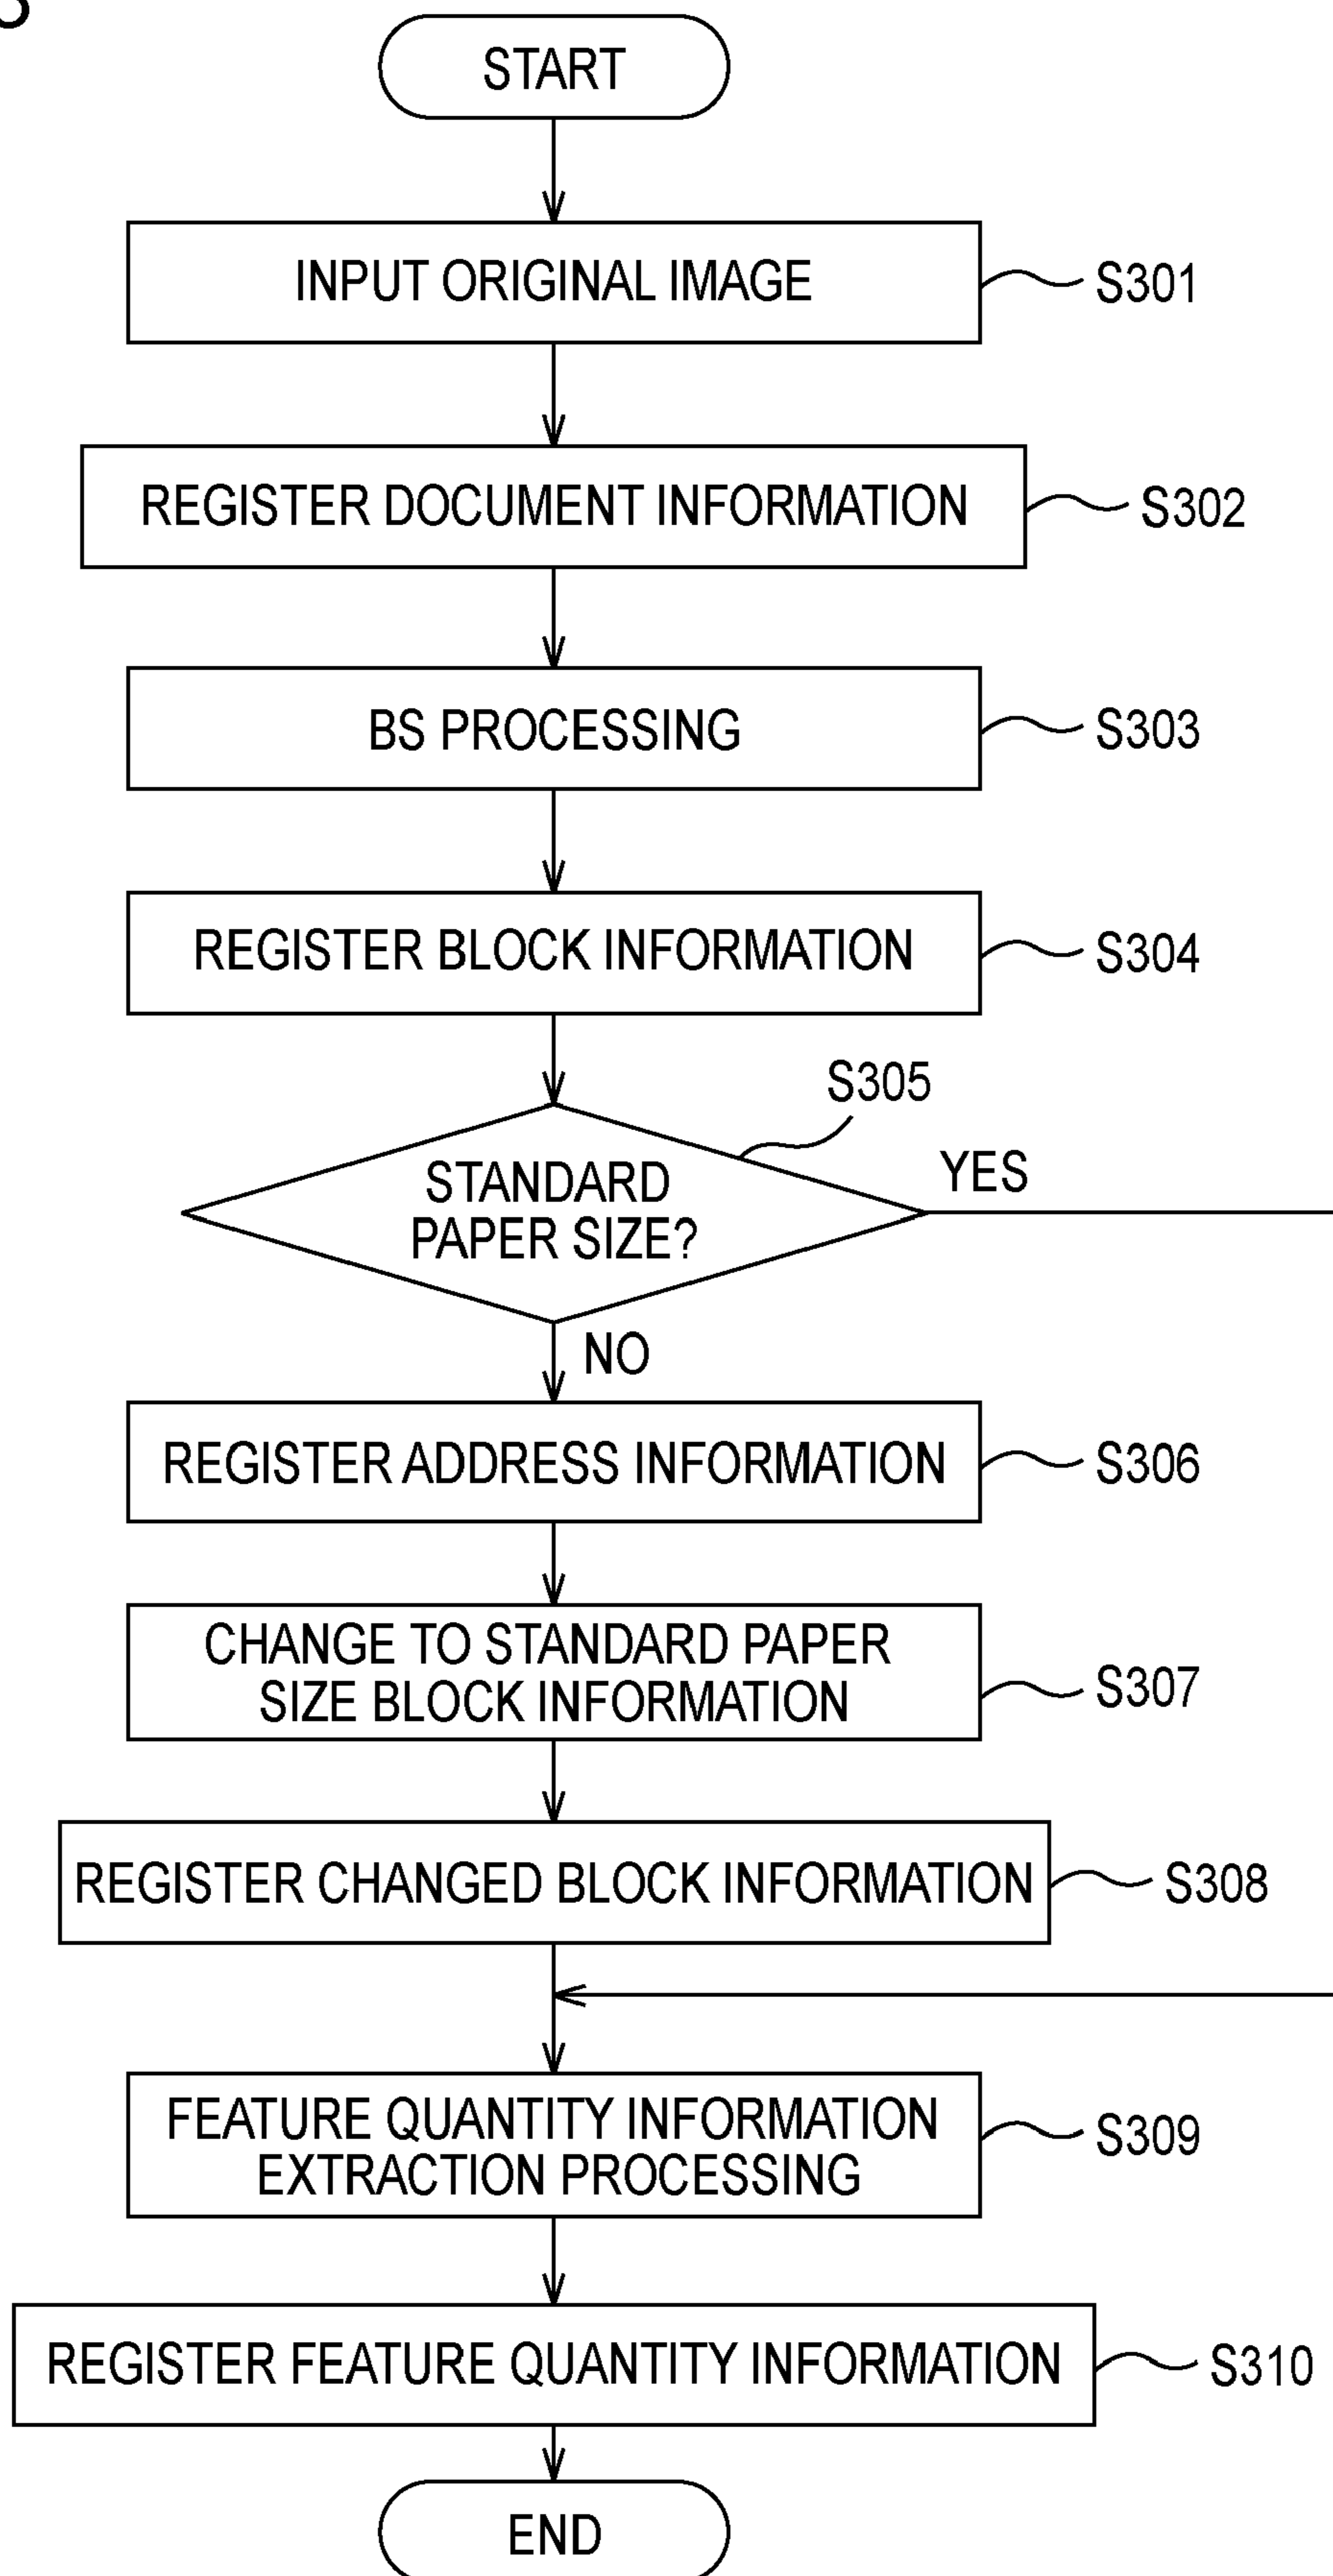 START
INPUT ORIGINAL IMAGE
S301
REGISTER DOCUMENT INFORMATION
S302
BS PROCESSING
S303
REGISTER BLOCK INFORMATION
S304
S305
STANDARD
PAPER SIZE?
YES
NO
REGISTER ADDRESS INFORMATION
S306
CHANGE TO STANDARD PAPER
SIZE BLOCK INFORMATION
S307
REGISTER CHANGED BLOCK INFORMATION
S308
FEATURE QUANTITY INFORMATION
EXTRACTION PROCESSING
S309
REGISTER FEATURE QUANTITY INFORMATION
S310
END